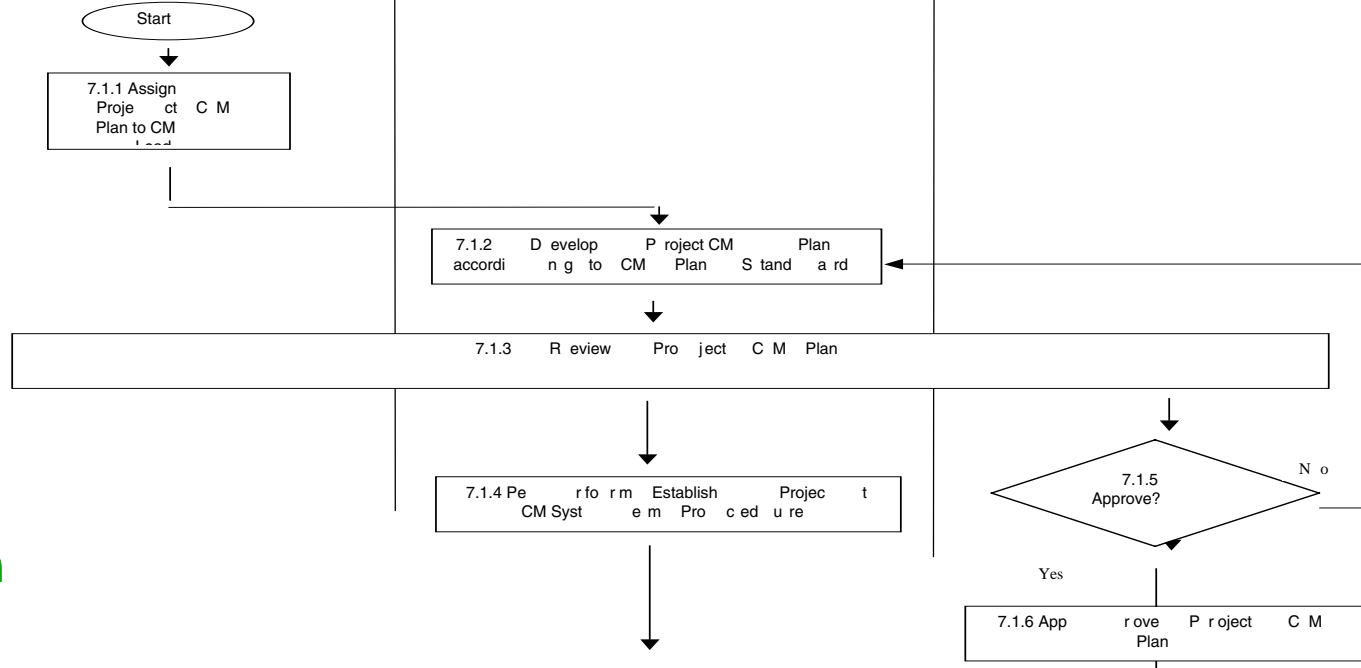 Start
7.1.1 Assign
Project CM
Plan to CM
7.1.2 Develop Project CM Plan
according to CM Plan Standard
7.1.3 Review Project CM Plan
7.1.4 Perform Establish Project
CM System Procedure
7.1.5
Approve?
No
Yes
7.1.6 Approve Project CM
Plan